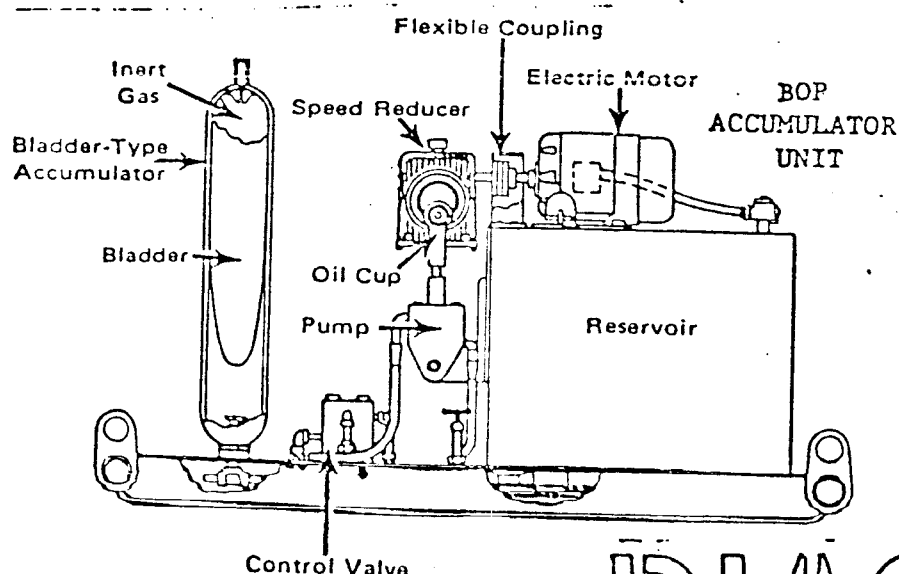 Flexible Coupling
Inert
Gas
Electric Motor
BOP
ACCUMULATOR
UNIT
Speed Reducer
Bladder-Type
Accumulator
Bladder
Oil Cup
Pump
Reservoir
Control Valve